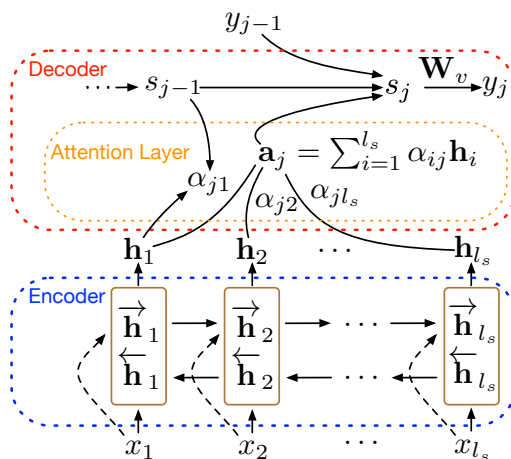 y_{j-1}
Decoder
⋯ s_{j-1} s_j W_v y_j
Attention Layer a_j = ∑_{i=1}^{l_s} α_{ij} h_i
α_{j1} α_{j2} α_{jl_s}
h_1 h_2 ⋯ h_{l_s}
Encoder
→h_1 →h_2 ⋯ →h_{l_s}
←h_1 ←h_2 ⋯ ←h_{l_s}
x_1 x_2 ⋯ x_{l_s}